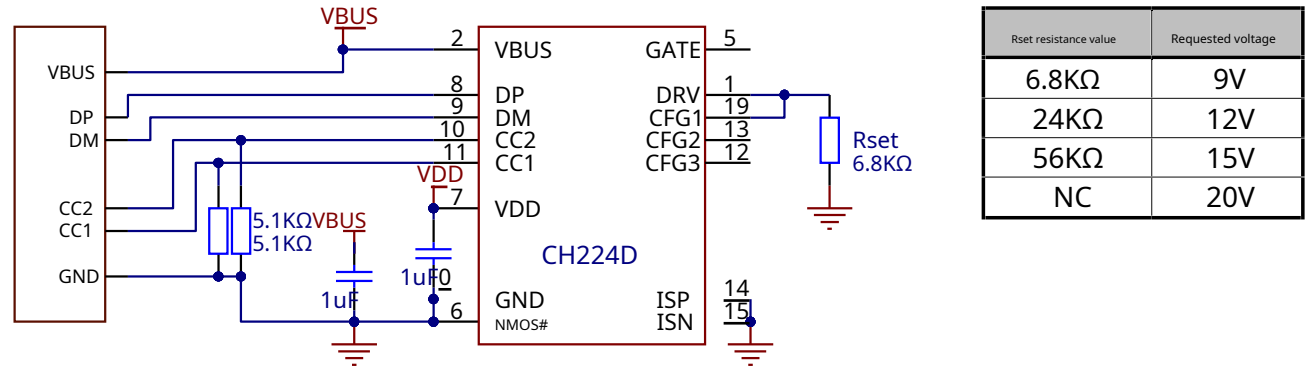 VBUS
VBUS
DP
DM
CC2
CC1
GND
5.1KΩ
5.1KΩ
VBUS
1uF
VDD
1uF
0
2
8
9
10
11
7
6
VBUS
DP
DM
CC2
CC1
VDD
GND
NMOS#
CH224D
GATE
DRV
CFG1
CFG2
CFG3
ISP
ISN
5
1
19
13
12
14
15
Rset
6.8KΩ
Rset resistance value Requested voltage
6.8KΩ 9V
24KΩ 12V
56KΩ 15V
NC 20V